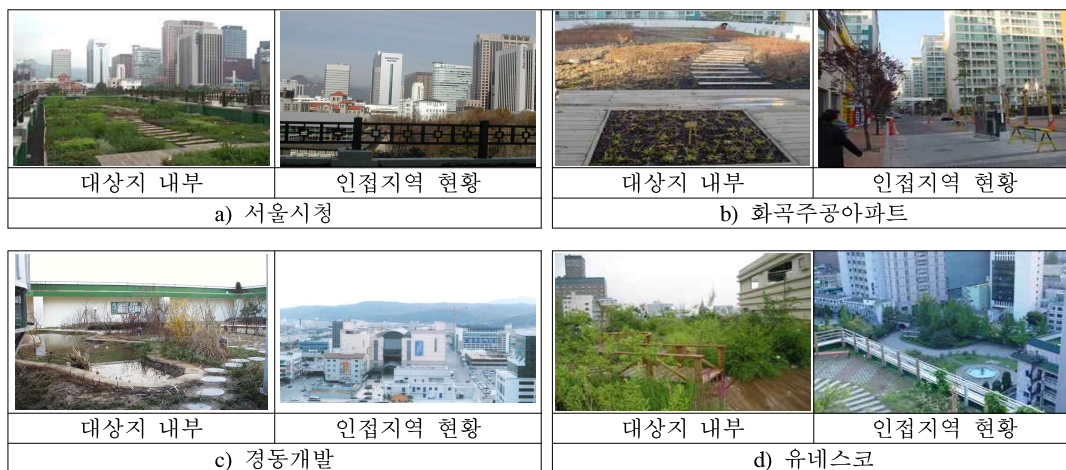 대상지 내부
인접지역 현황
a) 서울시청
대상지 내부
인접지역 현황
b) 화곡주공아파트
대상지 내부
인접지역 현황
c) 경동개발
대상지 내부
인접지역 현황
d) 유네스코